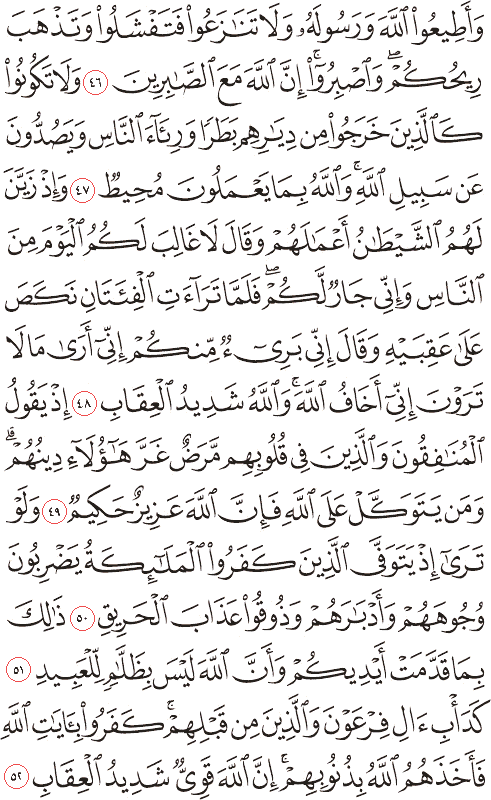 وَأَطِيعُوا۟ ٱللَّهَ وَرَسُولَهُۥ وَلَا تَنَٰزَعُوا۟ فَتَفْشَلُوا۟ وَتَذْهَبَ
رِيحُكُمْ ۖ وَٱصْبِرُوٓا۟ ۚ إِنَّ ٱللَّهَ مَعَ ٱلصَّٰبِرِينَ ٤٦ وَلَا تَكُونُوا۟
كَٱلَّذِينَ خَرَجُوا۟ مِن دِيَٰرِهِم بَطَرًا وَرِئَآءَ ٱلنَّاسِ وَيَصُدُّونَ
عَن سَبِيلِ ٱللَّهِ ۚ وَٱللَّهُ بِمَا يَعْمَلُونَ مُحِيطٌ ٤٧ وَإِذْ زَيَّنَ
لَهُمُ ٱلشَّيْطَٰنُ أَعْمَٰلَهُمْ وَقَالَ لَا غَالِبَ لَكُمُ ٱلْيَوْمَ مِنَ
ٱلنَّاسِ وَإِنِّى جَارٌ لَّكُمْ ۖ فَلَمَّا تَرَآءَتِ ٱلْفِئَتَانِ نَكَصَ
عَلَىٰ عَقِبَيْهِ وَقَالَ إِنِّى بَرِىٓءٌ مِّنكُمْ إِنِّىٓ أَرَىٰ مَا لَا
تَرَوْنَ إِنِّىٓ أَخَافُ ٱللَّهَ ۚ وَٱللَّهُ شَدِيدُ ٱلْعِقَابِ ٤٨ إِذْ يَقُولُ
ٱلْمُنَٰفِقُونَ وَٱلَّذِينَ فِى قُلُوبِهِم مَّرَضٌ غَرَّ هَٰٓؤُلَآءِ دِينُهُمْ ۗ
وَمَن يَتَوَكَّلْ عَلَى ٱللَّهِ فَإِنَّ ٱللَّهَ عَزِيزٌ حَكِيمٌ ٤٩ وَلَوْ
تَرَىٰٓ إِذْ يَتَوَفَّى ٱلَّذِينَ كَفَرُوا۟ ٱلْمَلَٰٓئِكَةُ يَضْرِبُونَ
وُجُوهَهُمْ وَأَدْبَٰرَهُمْ وَذُوقُوا۟ عَذَابَ ٱلْحَرِيقِ ٥٠ ذَٰلِكَ
بِمَا قَدَّمَتْ أَيْدِيكُمْ وَأَنَّ ٱللَّهَ لَيْسَ بِظَلَّٰمٍ لِّلْعَبِيدِ ٥١
كَدَأْبِ ءَالِ فِرْعَوْنَ وَٱلَّذِينَ مِن قَبْلِهِمْ ۚ كَفَرُوا۟ بِـَٔايَٰتِ ٱللَّهِ
فَأَخَذَهُمُ ٱللَّهُ بِذُنُوبِهِمْ ۗ إِنَّ ٱللَّهَ قَوِىٌّ شَدِيدُ ٱلْعِقَابِ ٥٢